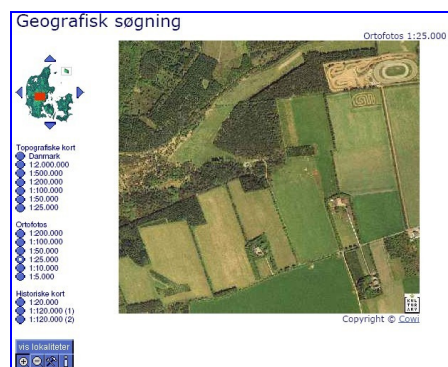 Geografisk søgning
Ortofotos 1:25.000
Topografiske kort
Danmark
1:2.000.000
1:500.000
1:200.000
1:100.000
1:50.000
1:25.000
Ortofotos
1:200.000
1:100.000
1:50.000
1:25.000
1:10.000
1:5.000
Historiske kort
1:20.000
1:120.000 (1)
1:120.000 (2)
KUL
TUR
ARV
Copyright © Cowi
vis lokaliteter
i